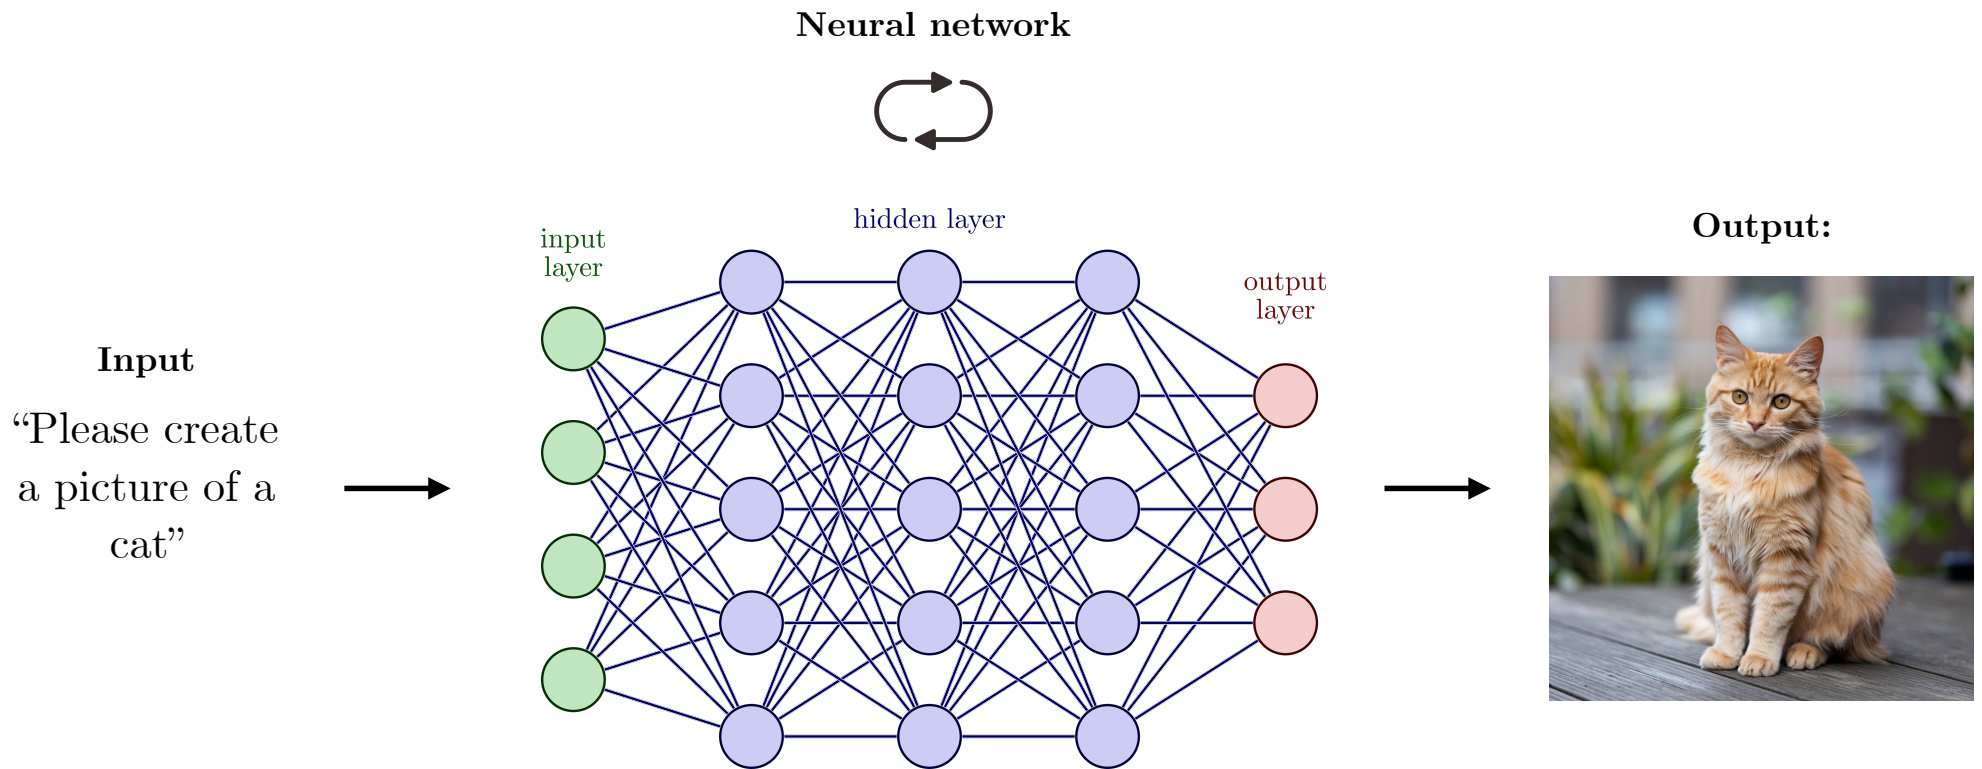 Neural network
hidden layer
input
layer
output
layer
Output:
Input
“Please create
a picture of a
cat”